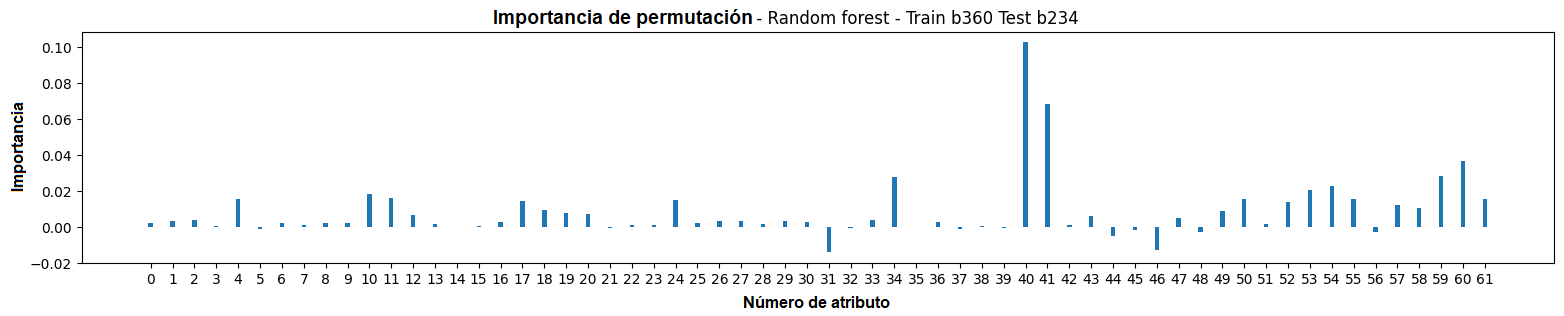 Importancia de permutación - Random forest - Train b360 Test b234
0.10
0.08
0.06
0.04
0.02
0.00
−0.02
Importancia
0 1 2 3 4 5 6 7 8 9 10 11 12 13 14 15 16 17 18 19 20 21 22 23 24 25 26 27 28 29 30 31 32 33 34 35 36 37 38 39 40 41 42 43 44 45 46 47 48 49 50 51 52 53 54 55 56 57 58 59 60 61
Número de atributo